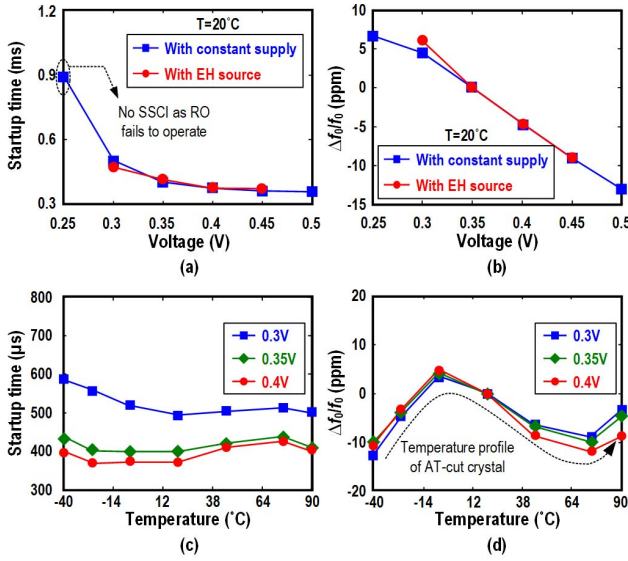 1.2
0.9
0.6
0.3
Startup time (ms)
T=20˚C
With constant supply
With EH source
No SSCI as RO
fails to operate
0.25 0.3 0.35 0.4 0.45 0.5
Voltage (V)
(a)
10
5
0
-5
-10
-15
Δf0/f0 (ppm)
T=20˚C
With constant supply
With EH source
0.25 0.3 0.35 0.4 0.45 0.5
Voltage (V)
(b)
800
700
600
500
400
300
Startup time (μs)
0.3V
0.35V
0.4V
-40 -14 12 38 64 90
Temperature (˚C)
(c)
20
10
0
-10
-20
Δf0/f0 (ppm)
0.3V
0.35V
0.4V
Temperature profile
of AT-cut crystal
-40 -14 12 38 64 90
Temperature (˚C)
(d)